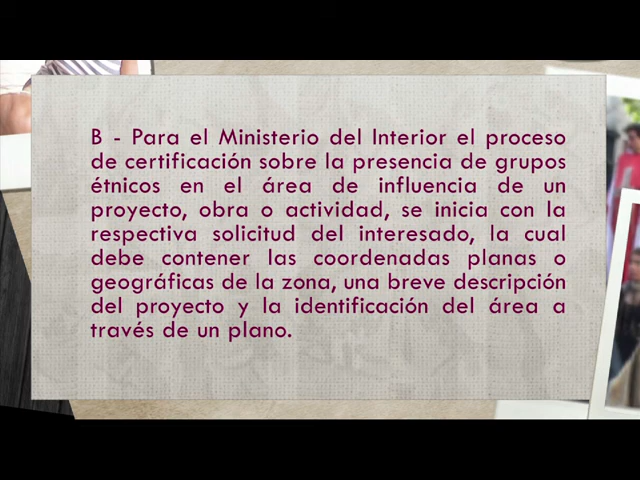 B - Para el Ministerio del Interior el proceso
de certificación sobre la presencia de grupos
étnicos en el área de influencia de un
proyecto, obra o actividad, se inicia con la
respectiva solicitud del interesado, la cual
debe contener las coordenadas planas o
geográficas de la zona, una breve descripción
del proyecto y la identificación del área a
través de un plano.